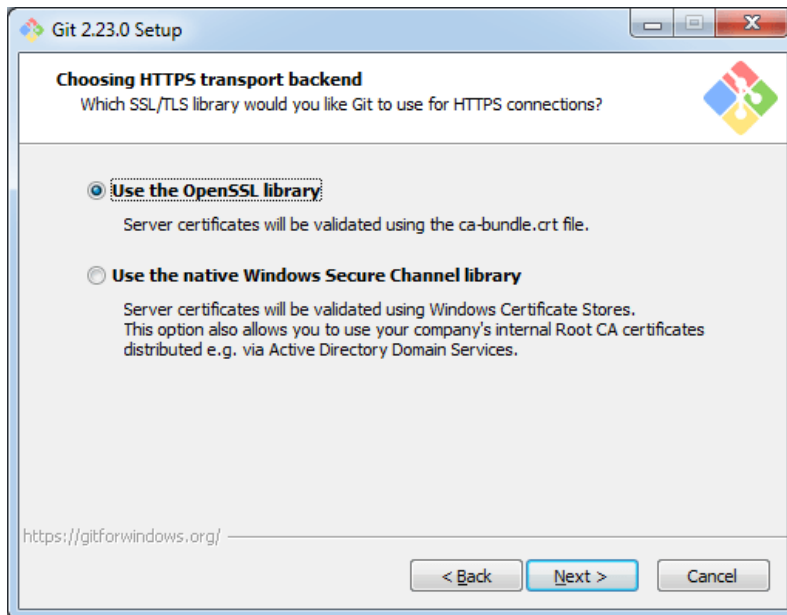 Git 2.23.0 Setup
Choosing HTTPS transport backend
Which SSL/TLS library would you like Git to use for HTTPS connections?
Use the OpenSSL library
Server certificates will be validated using the ca-bundle.crt file.
Use the native Windows Secure Channel library
Server certificates will be validated using Windows Certificate Stores.
This option also allows you to use your company's internal Root CA certificates
distributed e.g. via Active Directory Domain Services.
https://gitforwindows.org/
< Back
Next >
Cancel